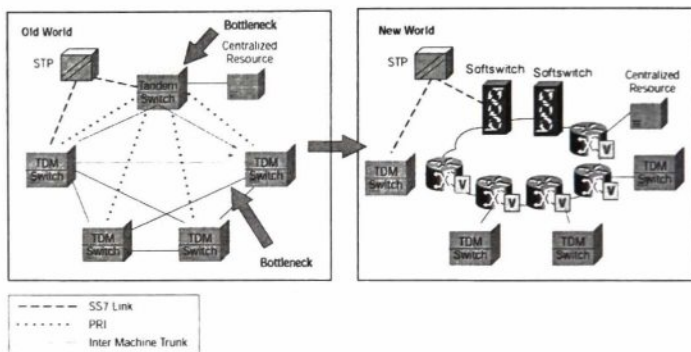 Old World
STP
Tandem
Switch
Bottleneck
Centralized
Resource
TDM
Switch
TDM
Switch
TDM
Switch
TDM
Switch
Bottleneck
New World
STP
Softswitch
Softswitch
Centralized
Resource
TDM
Switch
V
V
V
V
V
TDM
Switch
TDM
Switch
TDM
Switch
SS7 Link
PRI
Inter Machine Trunk